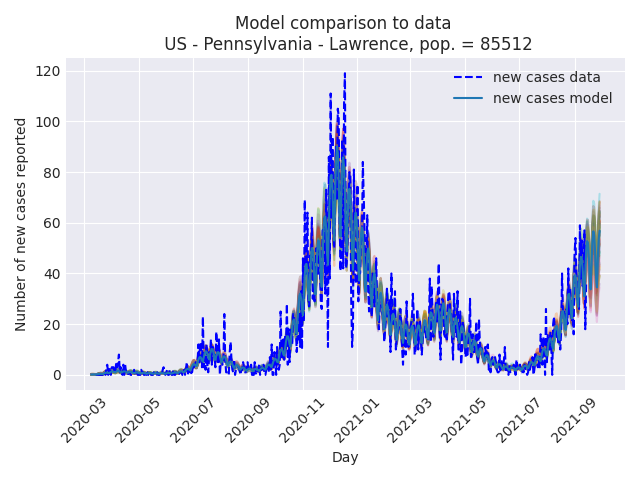 Model comparison to data
US - Pennsylvania - Lawrence, pop. = 85512
new cases data
new cases model
Number of new cases reported
120
100
80
60
40
20
0
2020-03
2020-05
2020-07
2020-09
2020-11
2021-01
2021-03
2021-05
2021-07
2021-09
Day